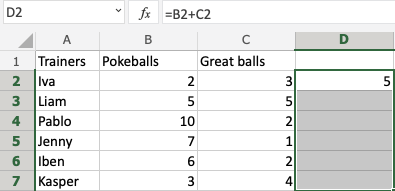 D2 fx =B2+C2
A B C D
1 Trainers Pokeballs Great balls
2 Iva 2 3 5
3 Liam 5 5
4 Pablo 10 2
5 Jenny 7 1
6 Iben 6 2
7 Kasper 3 4